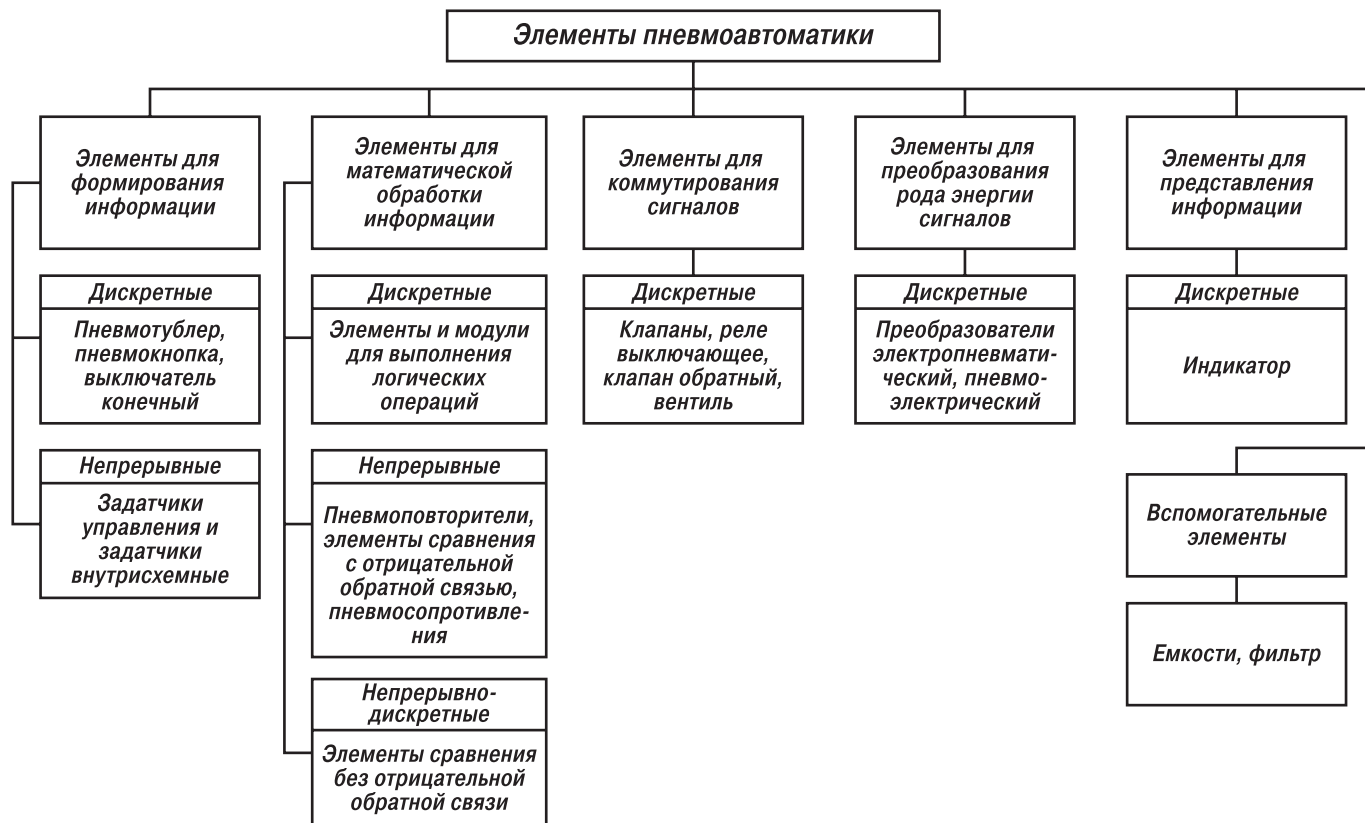 Элементы пневмоавтоматики
Элементы для
формирования
информации
Элементы для
математической
обработки
информации
Элементы для
коммутирования
сигналов
Элементы для
преобразования
рода энергии
сигналов
Элементы для
представления
информации
Дискретные
Пневмотублер,
пневмокнопка,
выключатель
конечный
Дискретные
Элементы и модули
для выполнения
логических
операций
Дискретные
Клапаны, реле
выключающее,
клапан обратный,
вентиль
Дискретные
Преобразователи
электропневмати-
ческий, пневмо-
электрический
Дискретные
Индикатор
Непрерывные
Задатчики
управления и
задатчики
внутрисхемные
Непрерывные
Пневмоповторители,
элементы сравнения
с отрицательной
обратной связью,
пневмосопротивле-
ния
Вспомогательные
элементы
Емкости, фильтр
Непрерывно-
дискретные
Элементы сравнения
без отрицательной
обратной связи